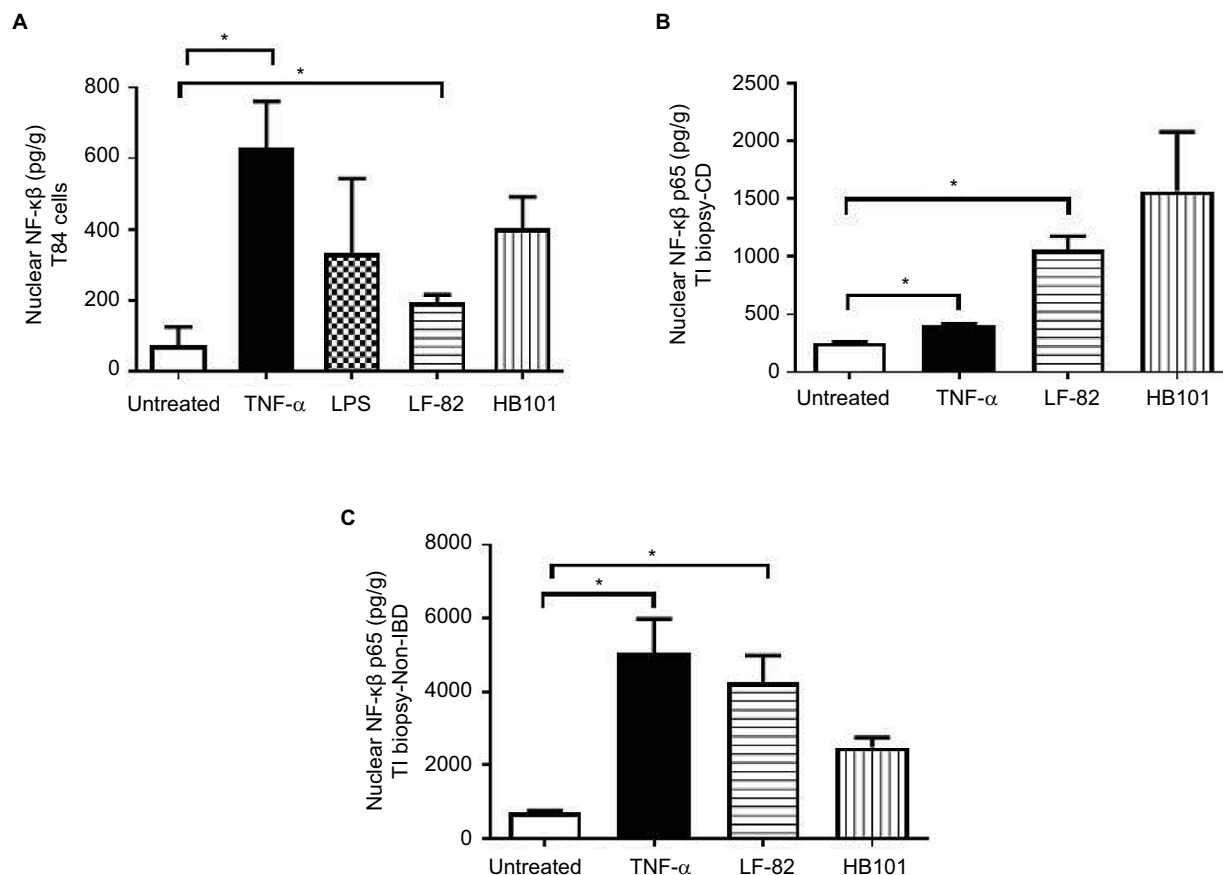 A
*
*
Nuclear NF-κβ (pg/g)
T84 cells
800
600
400
200
0
Untreated
TNF-α
LPS
LF-82
HB101
B
*
*
Nuclear NF-κβ p65 (pg/g)
TI biopsy-CD
2500
2000
1500
1000
500
0
Untreated
TNF-α
LF-82
HB101
C
*
*
Nuclear NF-κβ p65 (pg/g)
TI biopsy-Non-IBD
8000
6000
4000
2000
0
Untreated
TNF-α
LF-82
HB101